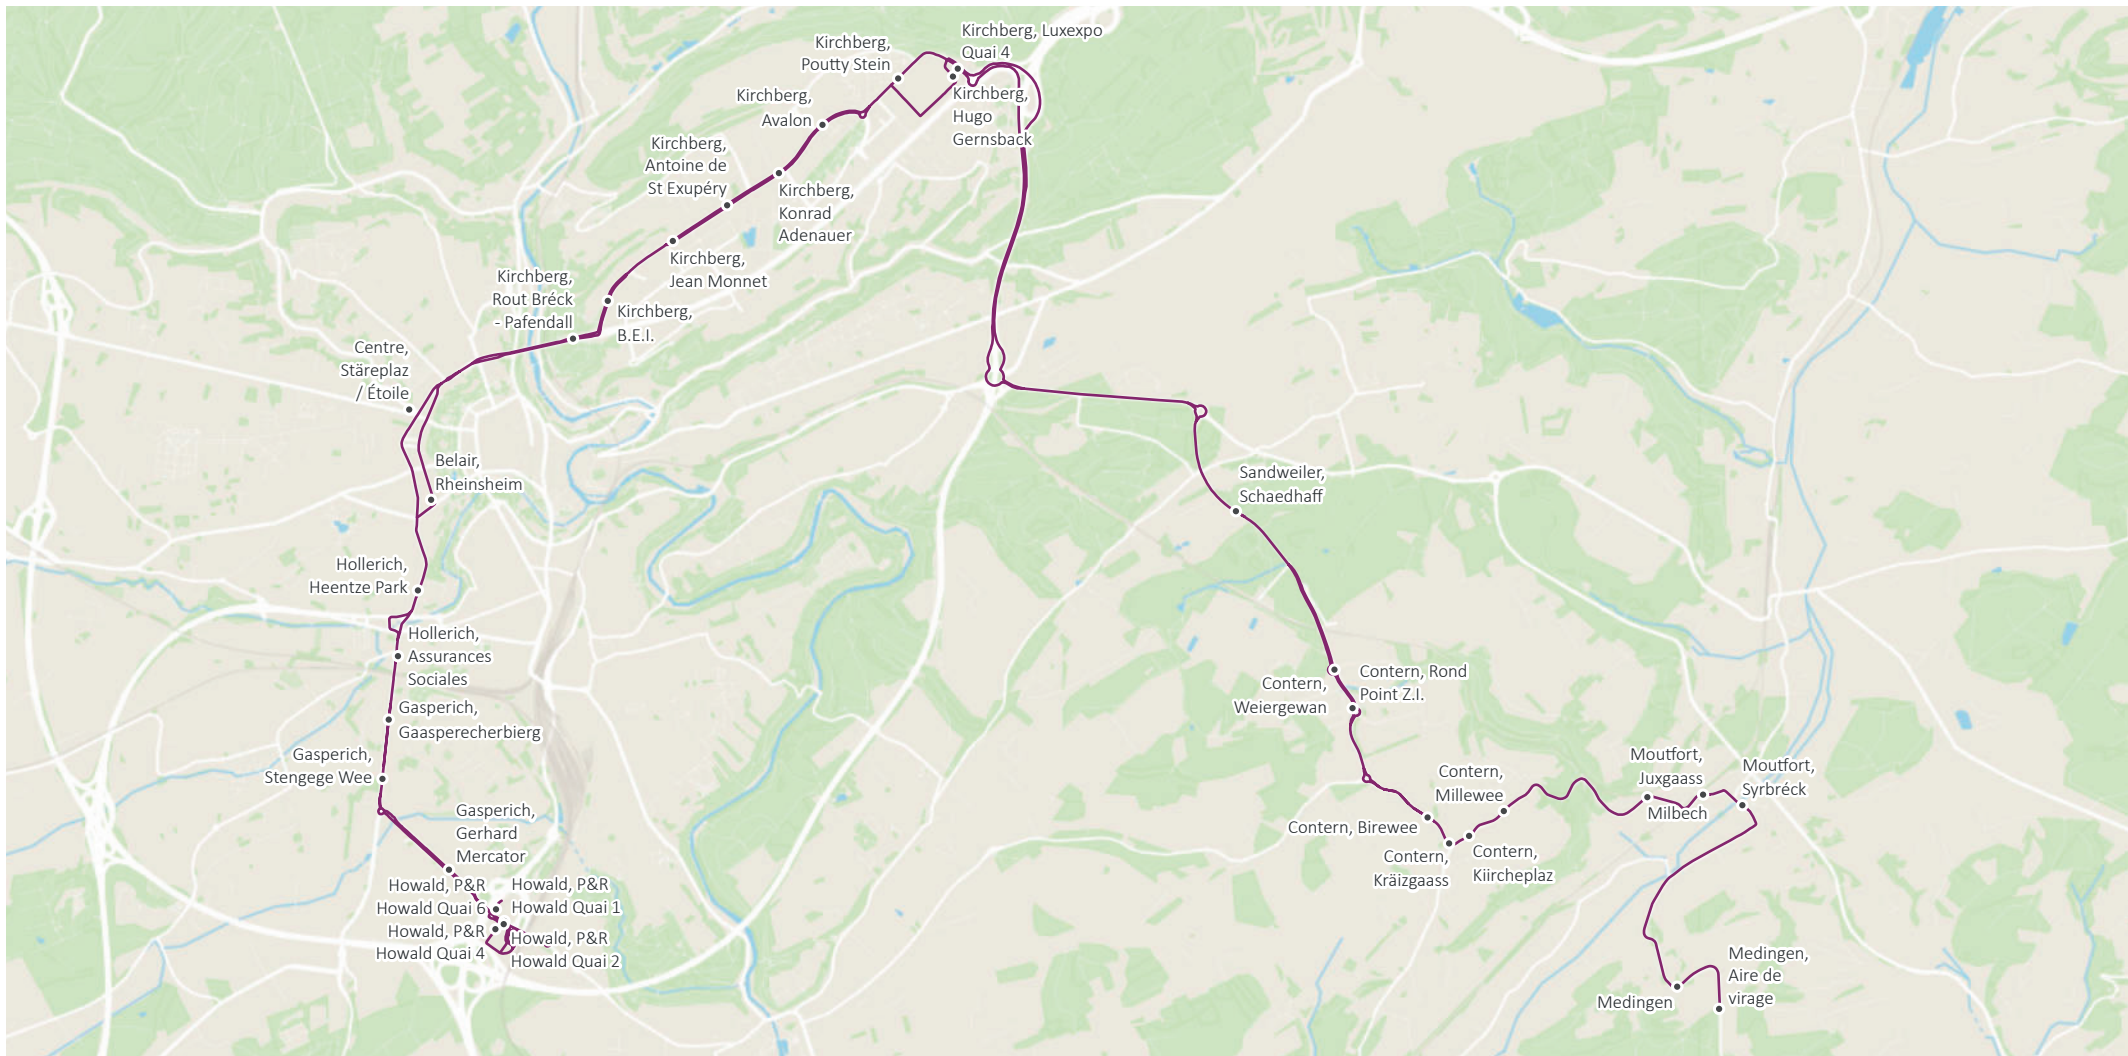 Kirchberg, Luxexpo
Quai 4
Kirchberg,
Poutty Stein
Kirchberg,
Hugo
Gernsback
Kirchberg,
Avalon
Kirchberg,
Antoine de
St Exupéry
Kirchberg,
Konrad
Adenauer
Kirchberg,
Jean Monnet
Kirchberg,
Rout Bréck
- Pafendall
Kirchberg,
B.E.I.
Centre,
Stäreplaz
/ Étoile
Belair,
Rheinsheim
Hollerich,
Heentze Park
Hollerich,
Assurances
Sociales
Gasperich,
Gaasperecherbierg
Gasperich,
Stengege Wee
Gasperich,
Gerhard
Mercator
Howald, P&R
Howald Quai 6
Howald, P&R
Howald Quai 1
Howald, P&R
Howald Quai 4
Howald, P&R
Howald Quai 2
Sandweiler,
Schaedhaff
Contern, Rond
Point Z.I.
Contern,
Weiergewan
Contern, Birewee
Contern,
Kräizgaass
Contern,
Kiircheplaz
Contern,
Millewee
Milbech
Moutfort,
Juxgaass
Moutfort,
Syrbréck
Medingen
Medingen,
Aire de
virage